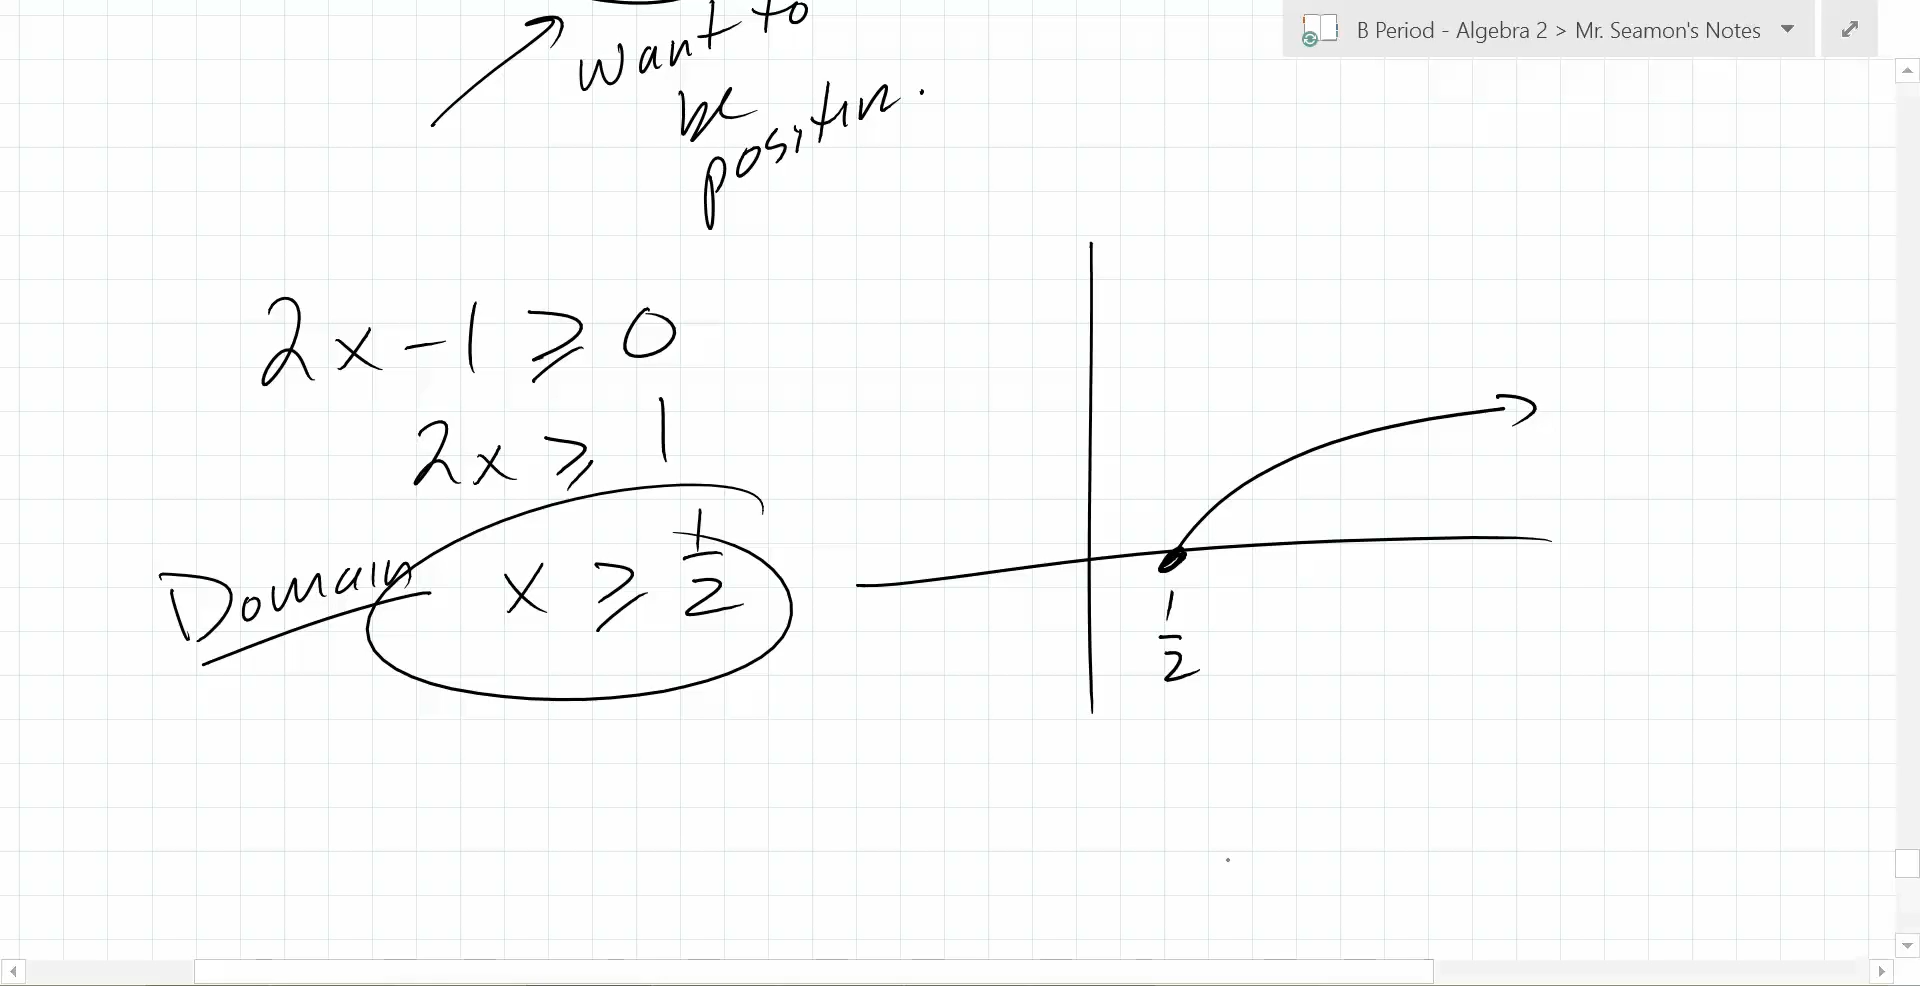 B Period - Algebra 2 > Mr. Seamon's Notes
want to
be
positive.
2x - 1 ≥ 0
2x ≥ 1
Domain x ≥ 1/2
1/2